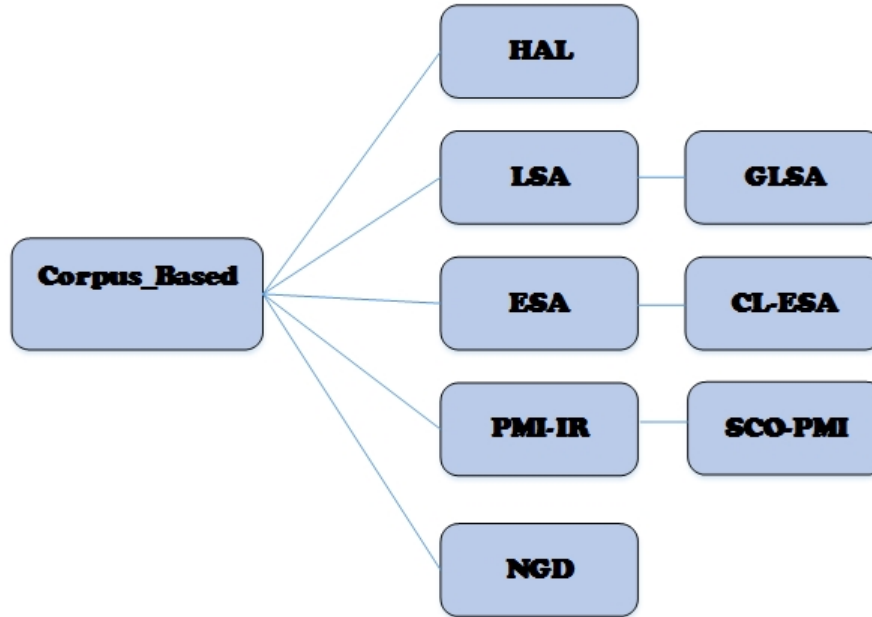 HAL
LSA
GLSA
Corpus_Based
ESA
CL-ESA
PMI-IR
SCO-PMI
NGD